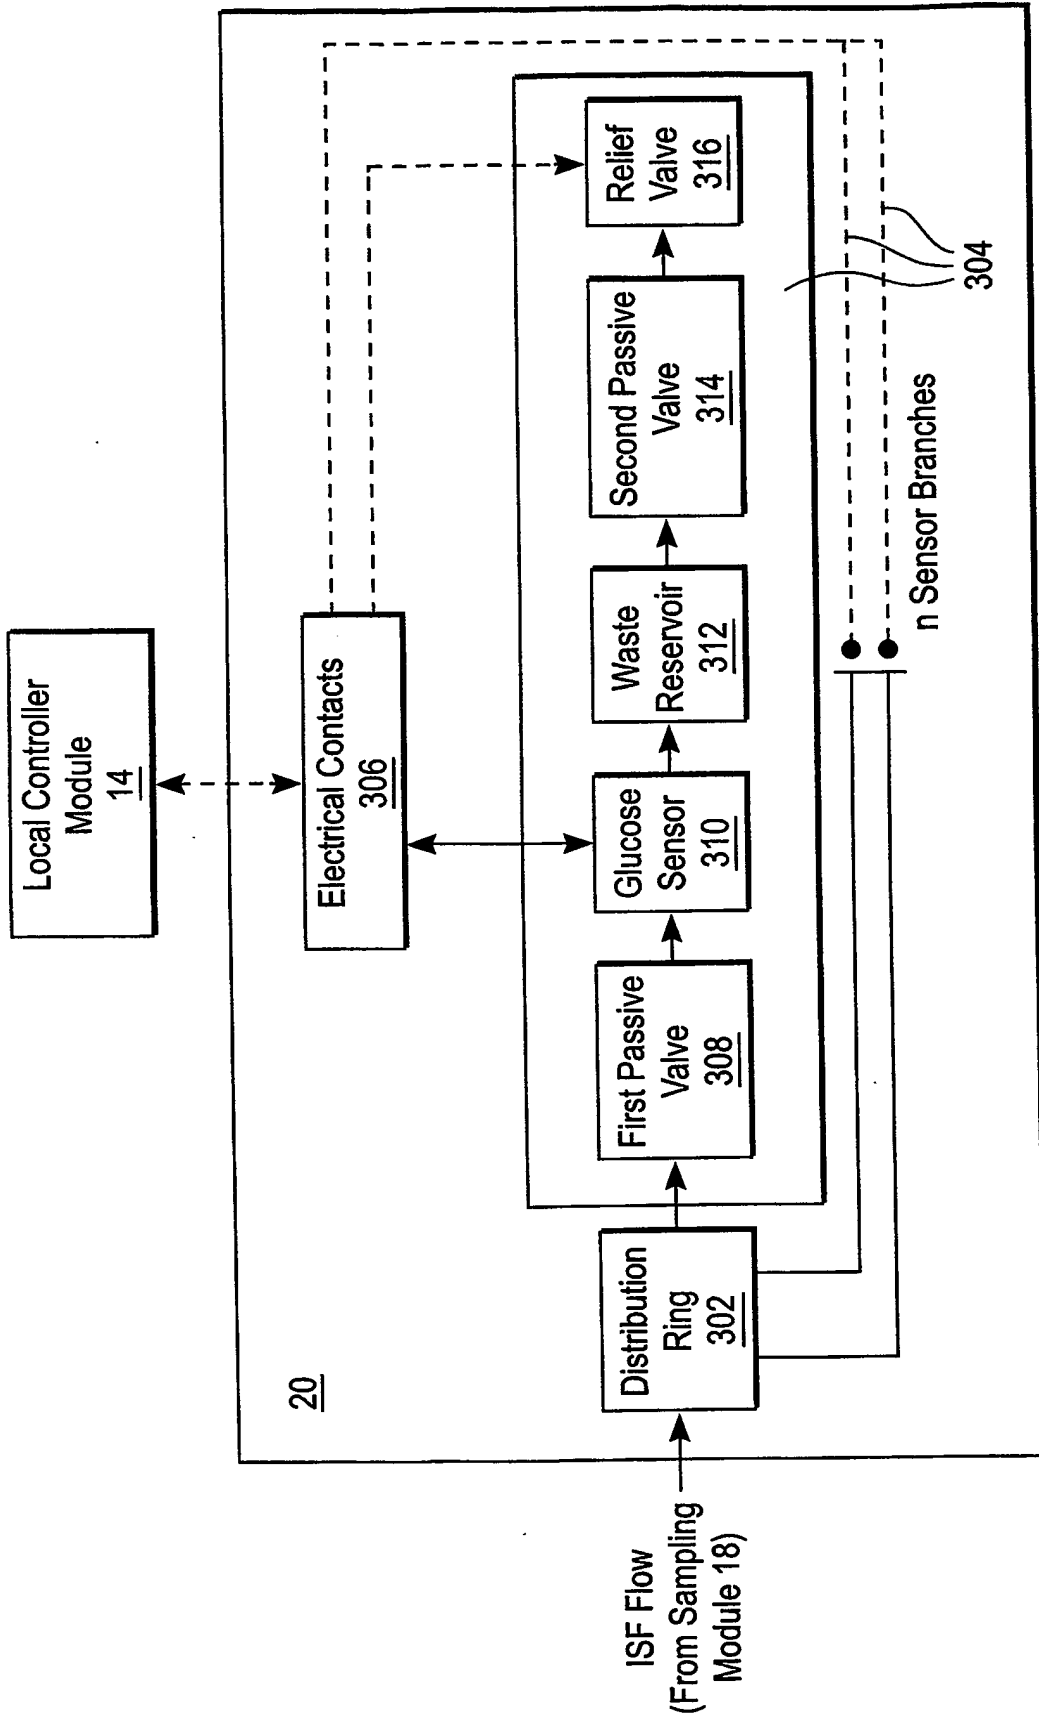 Local Controller
Module
14
Electrical Contacts
306
20
ISF Flow
(From Sampling
Module 18)
Distribution
Ring
302
First Passive
Valve
308
Glucose
Sensor
310
Waste
Reservoir
312
Second Passive
Valve
314
Relief
Valve
316
n Sensor Branches
304